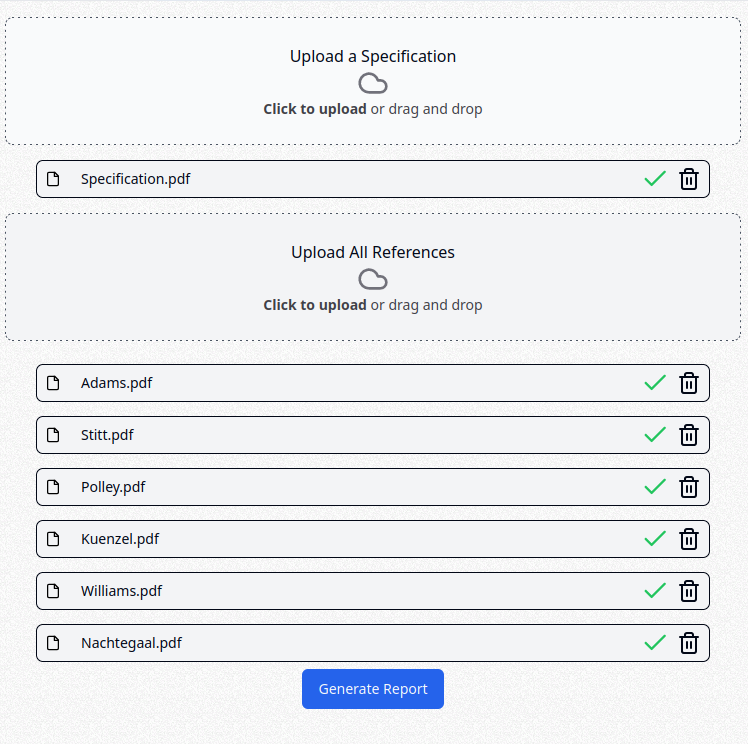 Upload a Specification
Click to upload or drag and drop
Specification.pdf
Upload All References
Click to upload or drag and drop
Adams.pdf
Stitt.pdf
Polley.pdf
Kuenzel.pdf
Williams.pdf
Nachtegaal.pdf
Generate Report